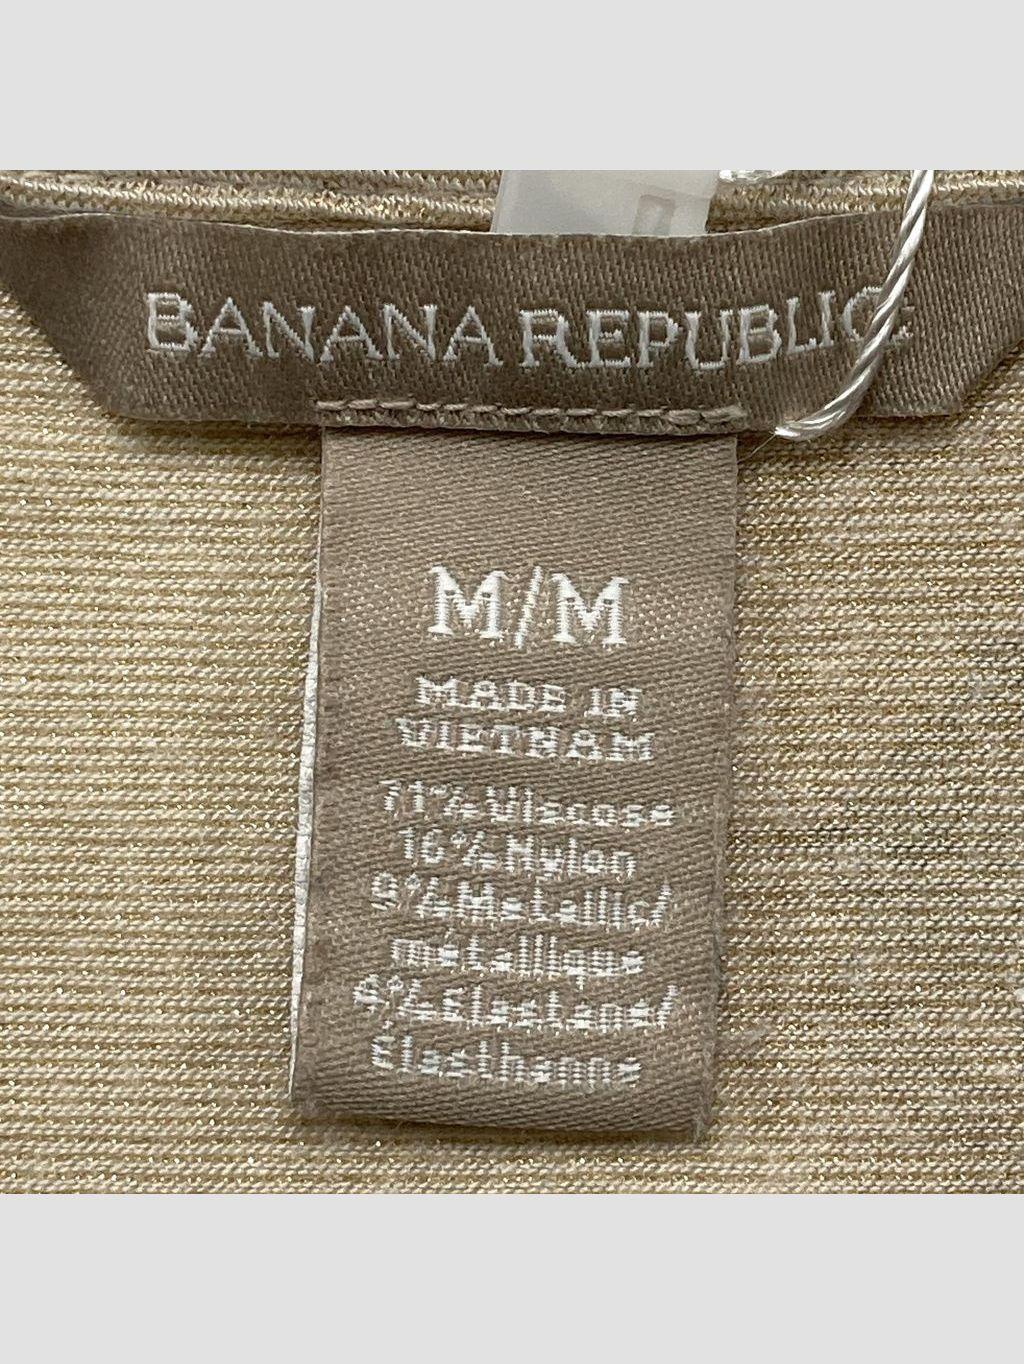 BANANA REPUBLIC
M/M
MADE IN
VIETNAM
71% Viscose
16% Nylon
9% Metallic/
métallique
4% Elastane/
Élasthanne